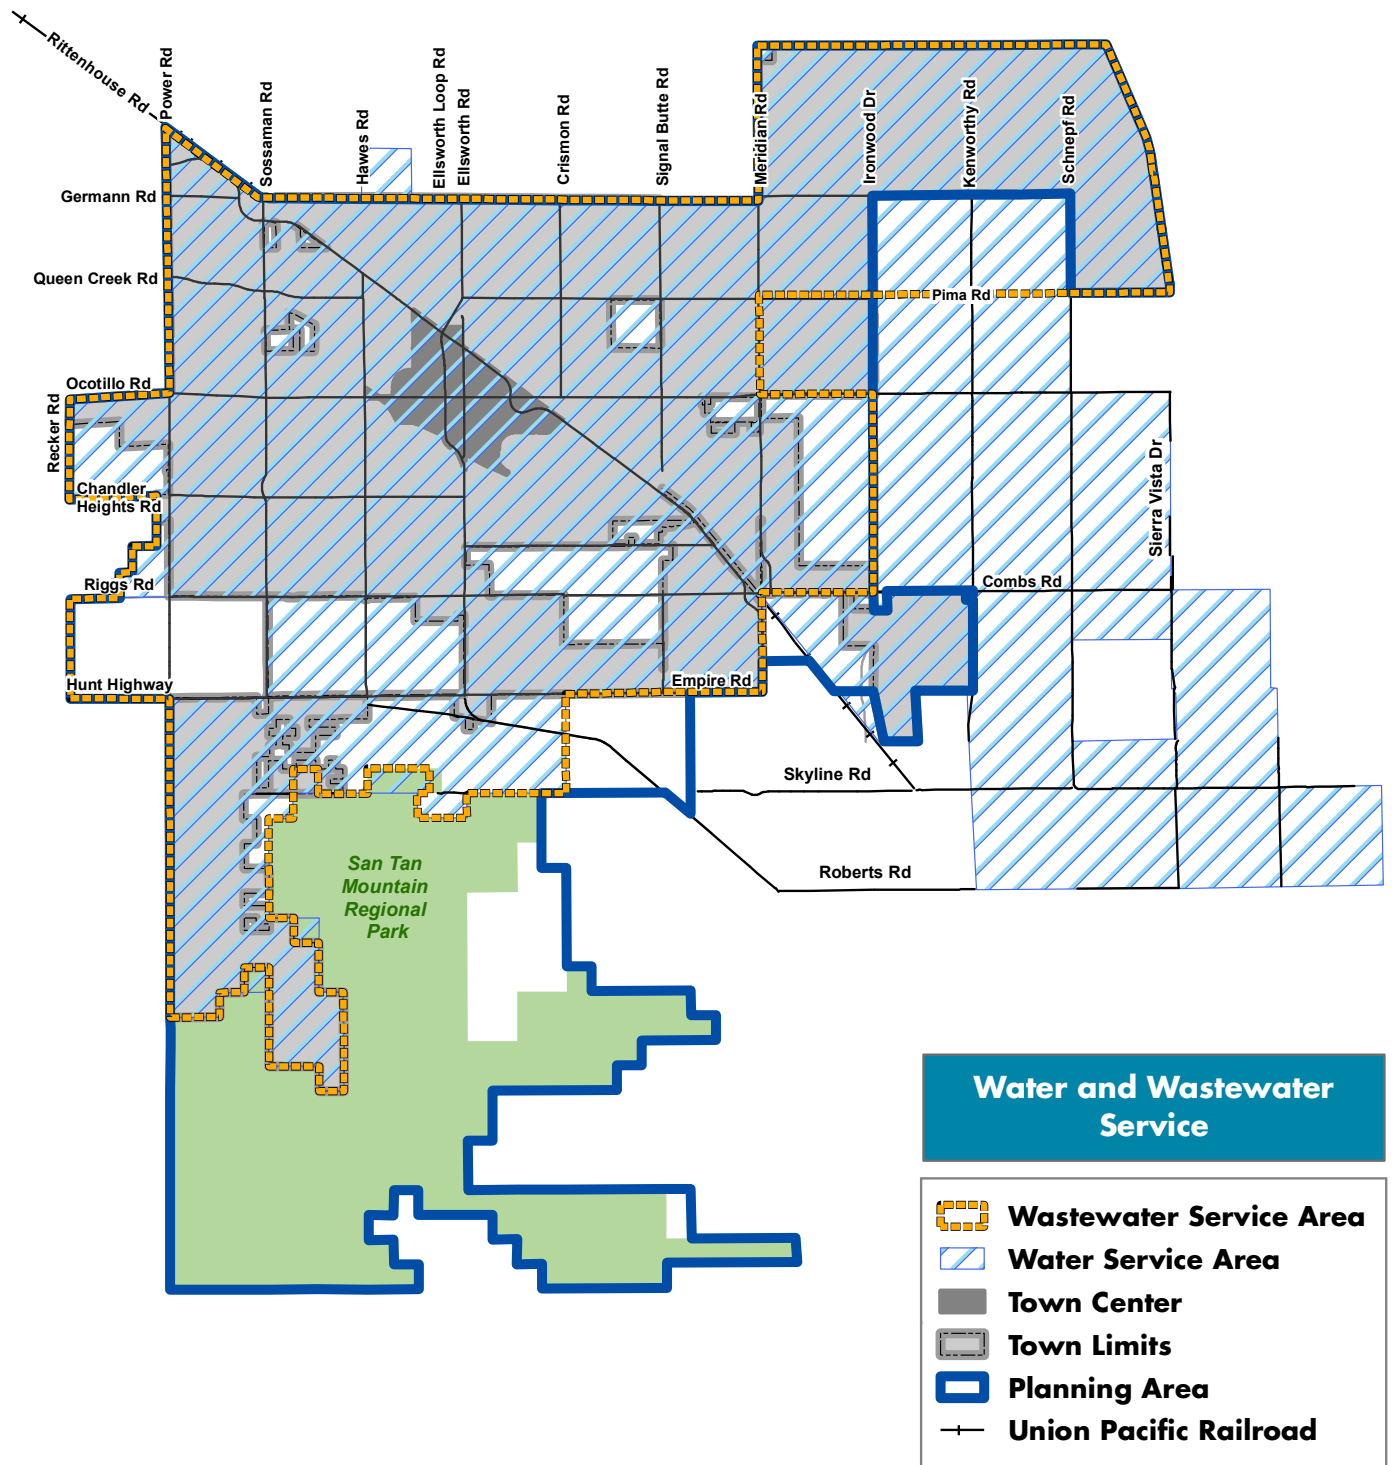 Rittenhouse Rd
Power Rd
Sossaman Rd
Hawes Rd
Ellsworth Loop Rd
Ellsworth Rd
Crismon Rd
Signal Butte Rd
Meridian Rd
Ironwood Dr
Kenworthy Rd
Schnepf Rd
Germann Rd
Queen Creek Rd
Pima Rd
Ocotillo Rd
Recker Rd
Chandler
Heights Rd
Sierra Vista Dr
Riggs Rd
Combs Rd
Hunt Highway
Empire Rd
Skyline Rd
Roberts Rd
San Tan
Mountain
Regional
Park
Water and Wastewater
Service
Wastewater Service Area
Water Service Area
Town Center
Town Limits
Planning Area
Union Pacific Railroad